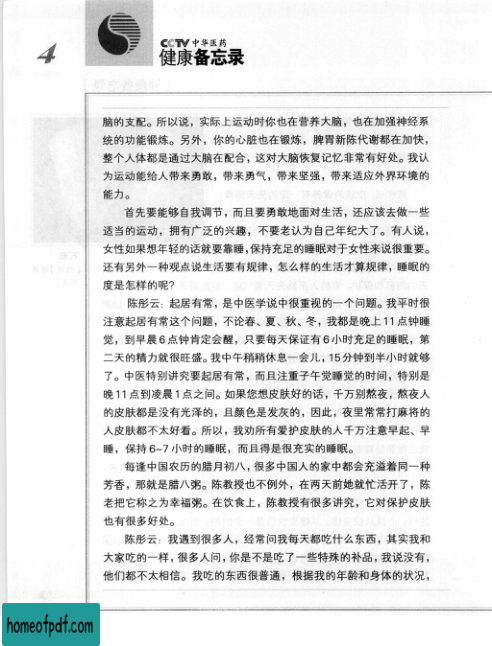 4
CCTV 中华医药
健康备忘录
脑的支配。所以说，实际上运动时你也在营养大脑，也在加强神经系
统的功能锻炼。另外，你的心脏也在锻炼，脾胃新陈代谢都在加快，
整个人体都是通过大脑在配合，这对大脑恢复记忆非常有好处。我认
为运动能给人带来勇敢，带来勇气，带来坚强，带来适应外界环境的
能力。
首先要能够自我调节，而且要勇敢地面对生活，还应该去做一些
适当的运动，拥有广泛的兴趣，不要老认为自己年纪大了。有人说，
女性如果想年轻的话就要靠睡，保持充足的睡眠对于女性来说很重要。
还有另外一种观点说生活要有规律，怎么样的生活才算规律，睡眠的
度是怎样的呢？
陈彤云：起居有常，是中医学说中很重视的一个问题。我平时很
注意起居有常这个问题，不论春、夏、秋、冬，我都是晚上11点钟睡
觉，到早晨6点钟肯定会醒，只要每天保证有6小时充足的睡眠，第
二天的精力就很旺盛。我中午稍稍休息一会儿，15分钟到半小时就够
了。中医特别讲究要起居有常，而且注重子午觉睡觉的时间，特别是
晚11点到凌晨1点之间。如果您想皮肤好的话，6千万别熬夜，熬夜人
的皮肤都是没有光泽的，且颜色是发灰的，因此，夜里常常打麻将的
人皮肤都不太好看。所以，我劝所有爱护皮肤的人千万注意早起、早
睡，保持6~7小时的睡眠，而且得是很充实的睡眠。
每逢中国农历的腊月初八，很多中国人的家中都会充溢着同一种
芳香，那就是腊八粥。陈教授也不例外，在两天前她就忙活开了，陈
老把它称之为幸福粥。在饮食上，陈教授有很多讲究，它对保护皮肤
也有很多好处。
陈彤云：我遇到很多人，经常问我每天都吃什么东西，其实我和
大家吃的一样，很多人问，你是不是吃了一些特殊的补品，我说没有，
他们都不太相信。我吃的东西很普通，根据我的年龄和身体的状况，
homeofpdf.com